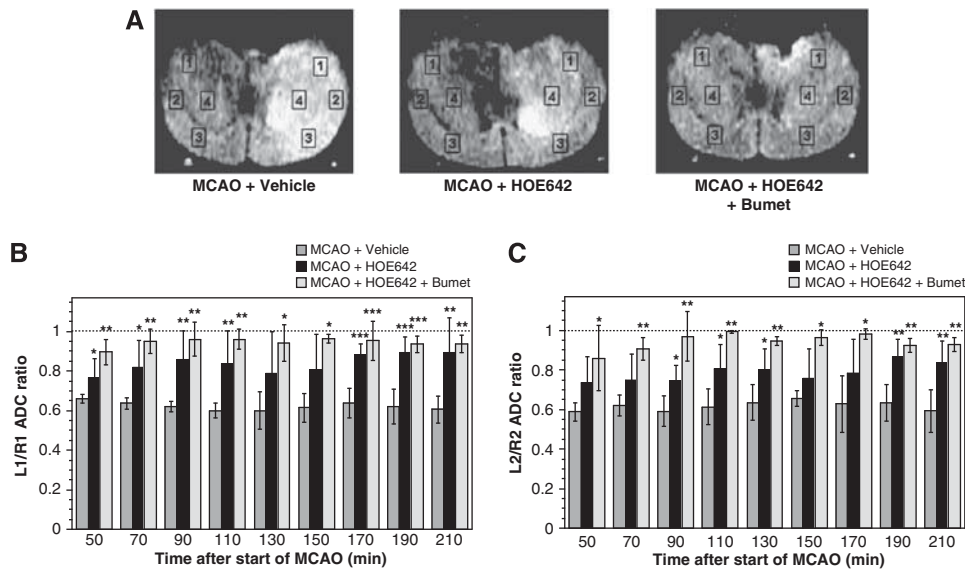 A
1 1
2 4 4 2
3 3
MCAO + Vehicle
1 1
2 4 4 2
3 3
MCAO + HOE642
1 1
2 4 4 2
3 3
MCAO + HOE642
+ Bumet
B
MCAO + Vehicle
MCAO + HOE642
MCAO + HOE642 + Bumet
L1/R1 ADC ratio
1
0.8
0.6
0.4
0.2
0
* ** * ** ** ** ** ** * * *** *** *** *** ** **
50 70 90 110 130 150 170 190 210
Time after start of MCAO (min)
C
MCAO + Vehicle
MCAO + HOE642
MCAO + HOE642 + Bumet
L2/R2 ADC ratio
1
0.8
0.6
0.4
0.2
0
* ** * ** * ** * ** * * ** ** ** **
50 70 90 110 130 150 170 190 210
Time after start of MCAO (min)